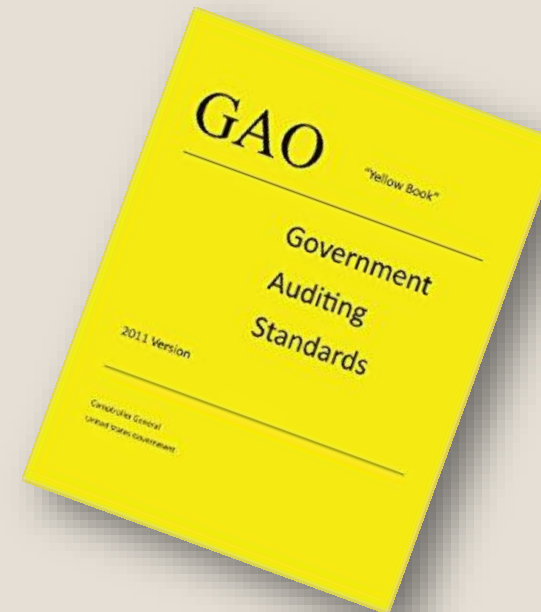 GAO
"Yellow Book"
Government
Auditing
Standards
2011 Version
Comptroller General
United States Government